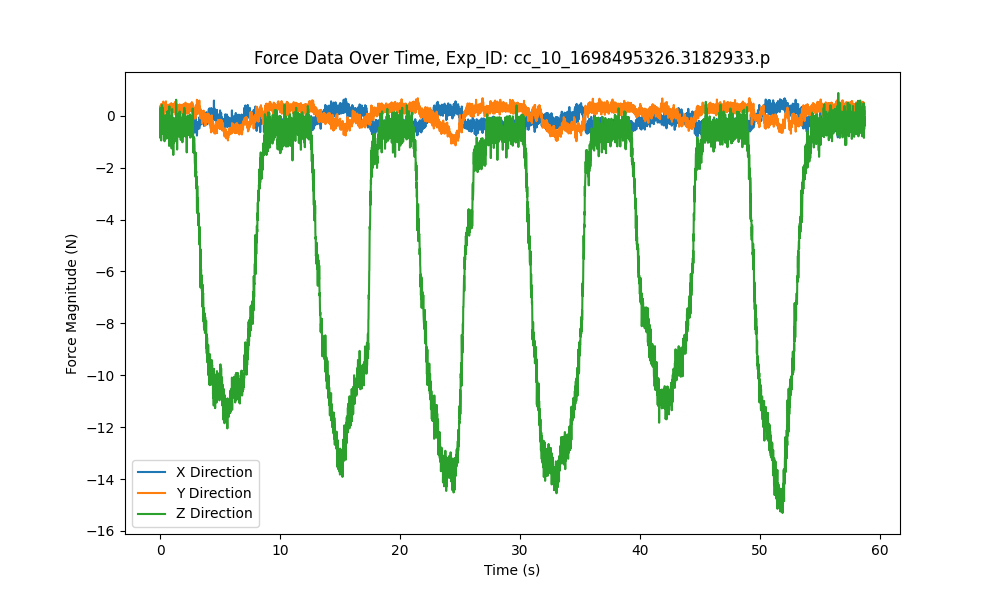 Force Data Over Time, Exp_ID: cc_10_1698495326.3182933.p
0
−2
−4
−6
−8
−10
−12
−14
−16
Force Magnitude (N)
X Direction
Y Direction
Z Direction
0 10 20 30 40 50 60
Time (s)